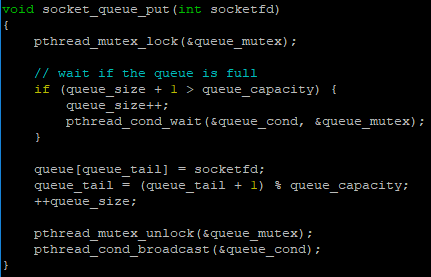 void socket_queue_put(int socketfd)
{
    pthread_mutex_lock(&queue_mutex);

    // wait if the queue is full
    if (queue_size + 1 > queue_capacity) {
        queue_size++;
        pthread_cond_wait(&queue_cond, &queue_mutex);
    }

    queue[queue_tail] = socketfd;
    queue_tail = (queue_tail + 1) % queue_capacity;
    ++queue_size;

    pthread_mutex_unlock(&queue_mutex);
    pthread_cond_broadcast(&queue_cond);
}